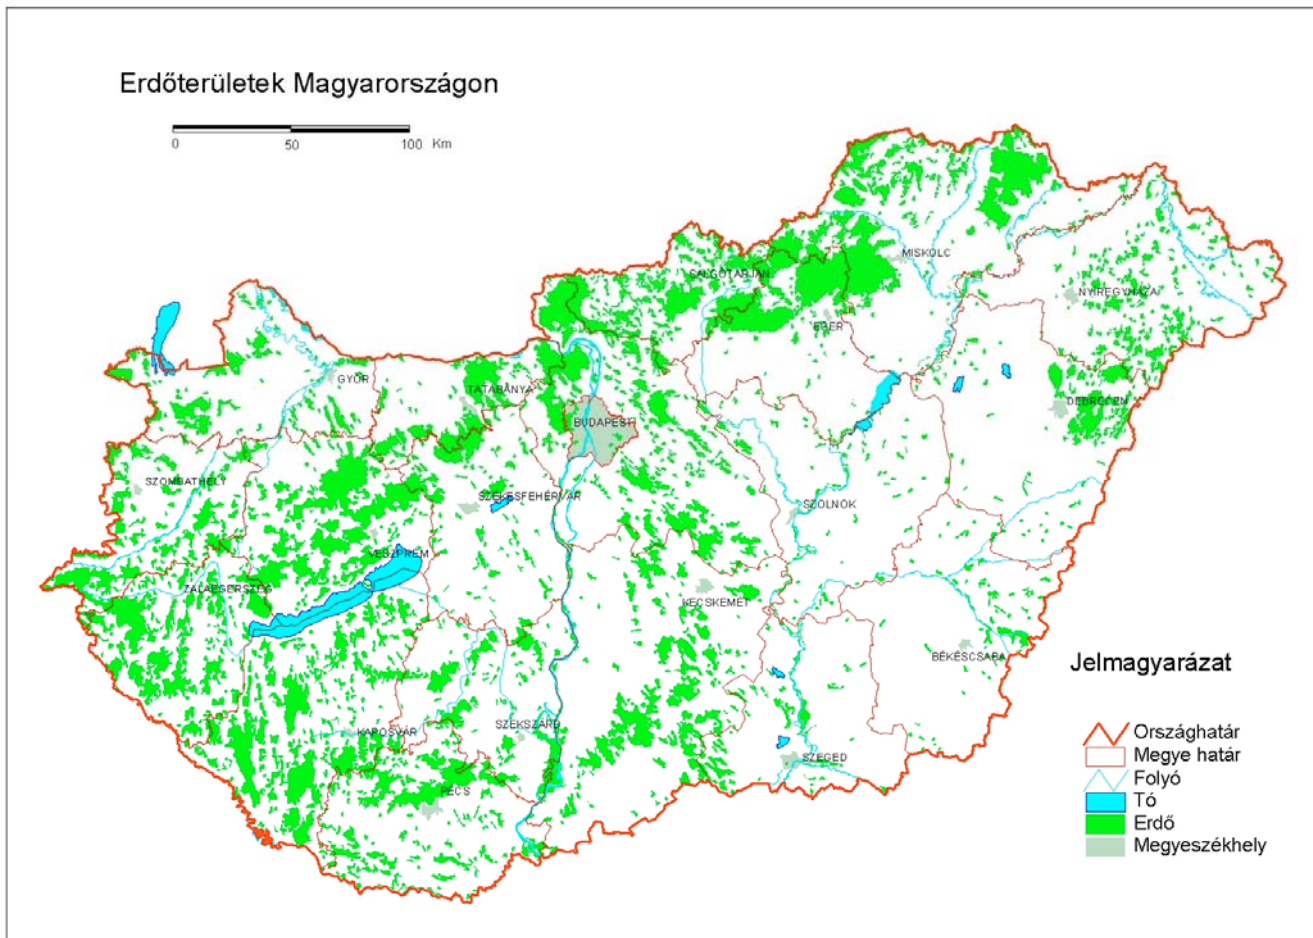 Erdőterületek Magyarországon
0 50 100 Km
MISKOLC
SALGÓTARJÁN
NYÍREGYHÁZA
EGER
GYŐR
TATABÁNYA
DEBRECEN
BUDAPEST
SZOMBATHELY
SZÉKESFEHÉRVÁR
SZOLNOK
VESZPRÉM
ZALAEGERSZEG
KECSKEMÉT
BÉKÉSCSABA
Jelmagyarázat
SZEKSZÁRD
KAPOSVÁR
Országhatár
SZEGED
Megye határ
Folyó
PÉCS
Tó
Erdő
Megyeszékhely